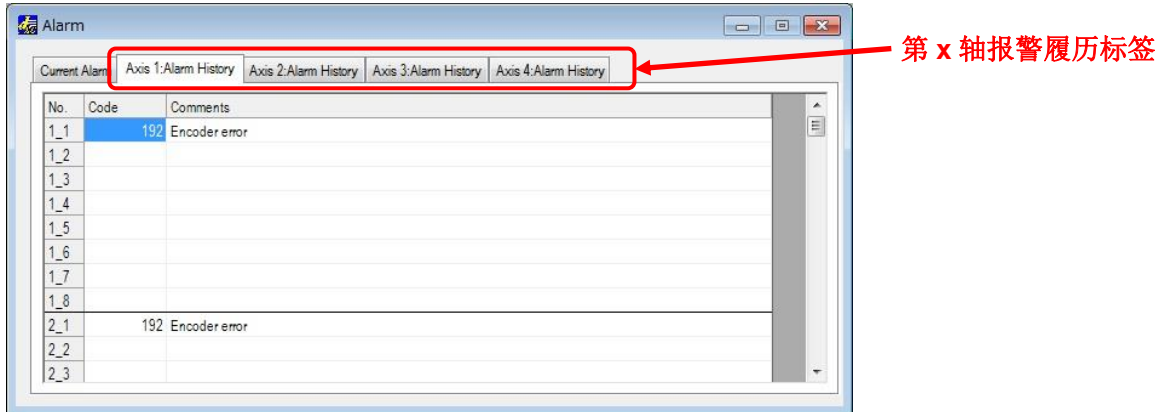 Alarm
第 x 轴报警履历标签
Current Alarm Axis 1:Alarm History Axis 2:Alarm History Axis 3:Alarm History Axis 4:Alarm History
No. Code Comments
1_1 192 Encoder error
1_2
1_3
1_4
1_5
1_6
1_7
1_8
2_1 192 Encoder error
2_2
2_3